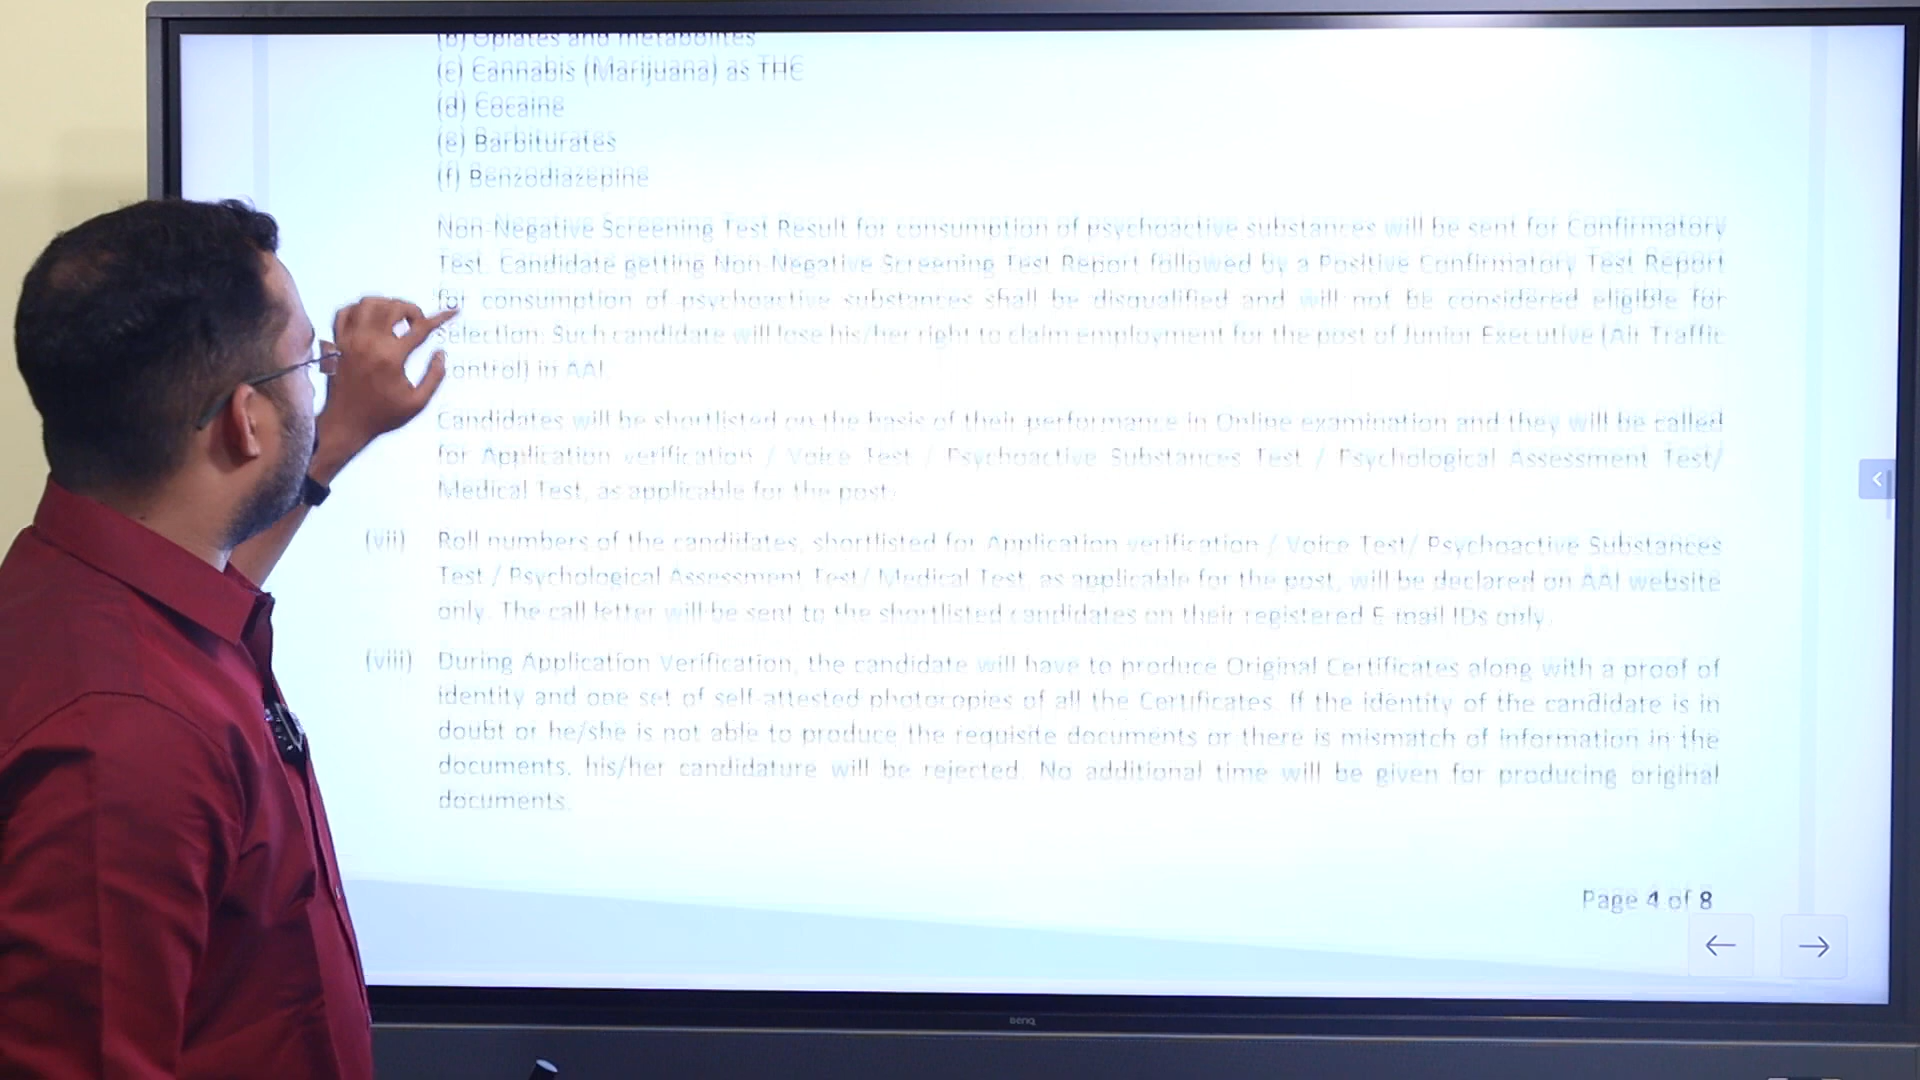 (b) Opiates and metabolites
(c) Cannabis (Marijuana) as THC
(d) Cocaine
(e) Barbiturates
(f) Benzodiazepine
Non-Negative Screening Test Result for consumption of psychoactive substances will be sent for Confirmatory
Test. Candidate getting Non-Negative Screening Test Report followed by a Positive Confirmatory Test Report
for consumption of psychoactive substances shall be disqualified and will not be considered eligible for
selection. Such candidate will lose his/her right to claim employment for the post of Junior Executive (Air Traffic
Control) in AAI.
Candidates will be shortlisted on the basis of their performance in Online examination and they will be called
for Application verification / Voice Test / Psychoactive Substances Test / Psychological Assessment Test/
Medical Test, as applicable for the post.
(vii) Roll numbers of the candidates, shortlisted for Application verification / Voice Test/ Psychoactive Substances
Test / Psychological Assessment Test/ Medical Test, as applicable for the post, will be declared on AAI website
only. The call letter will be sent to the shortlisted candidates on their registered E-mail IDs only.
(viii) During Application Verification, the candidate will have to produce Original Certificates along with a proof of
identity and one set of self-attested photocopies of all the Certificates. If the identity of the candidate is in
doubt or he/she is not able to produce the requisite documents or there is mismatch of information in the
documents, his/her candidature will be rejected. No additional time will be given for producing original
documents.
Page 4 of 8
BenQ